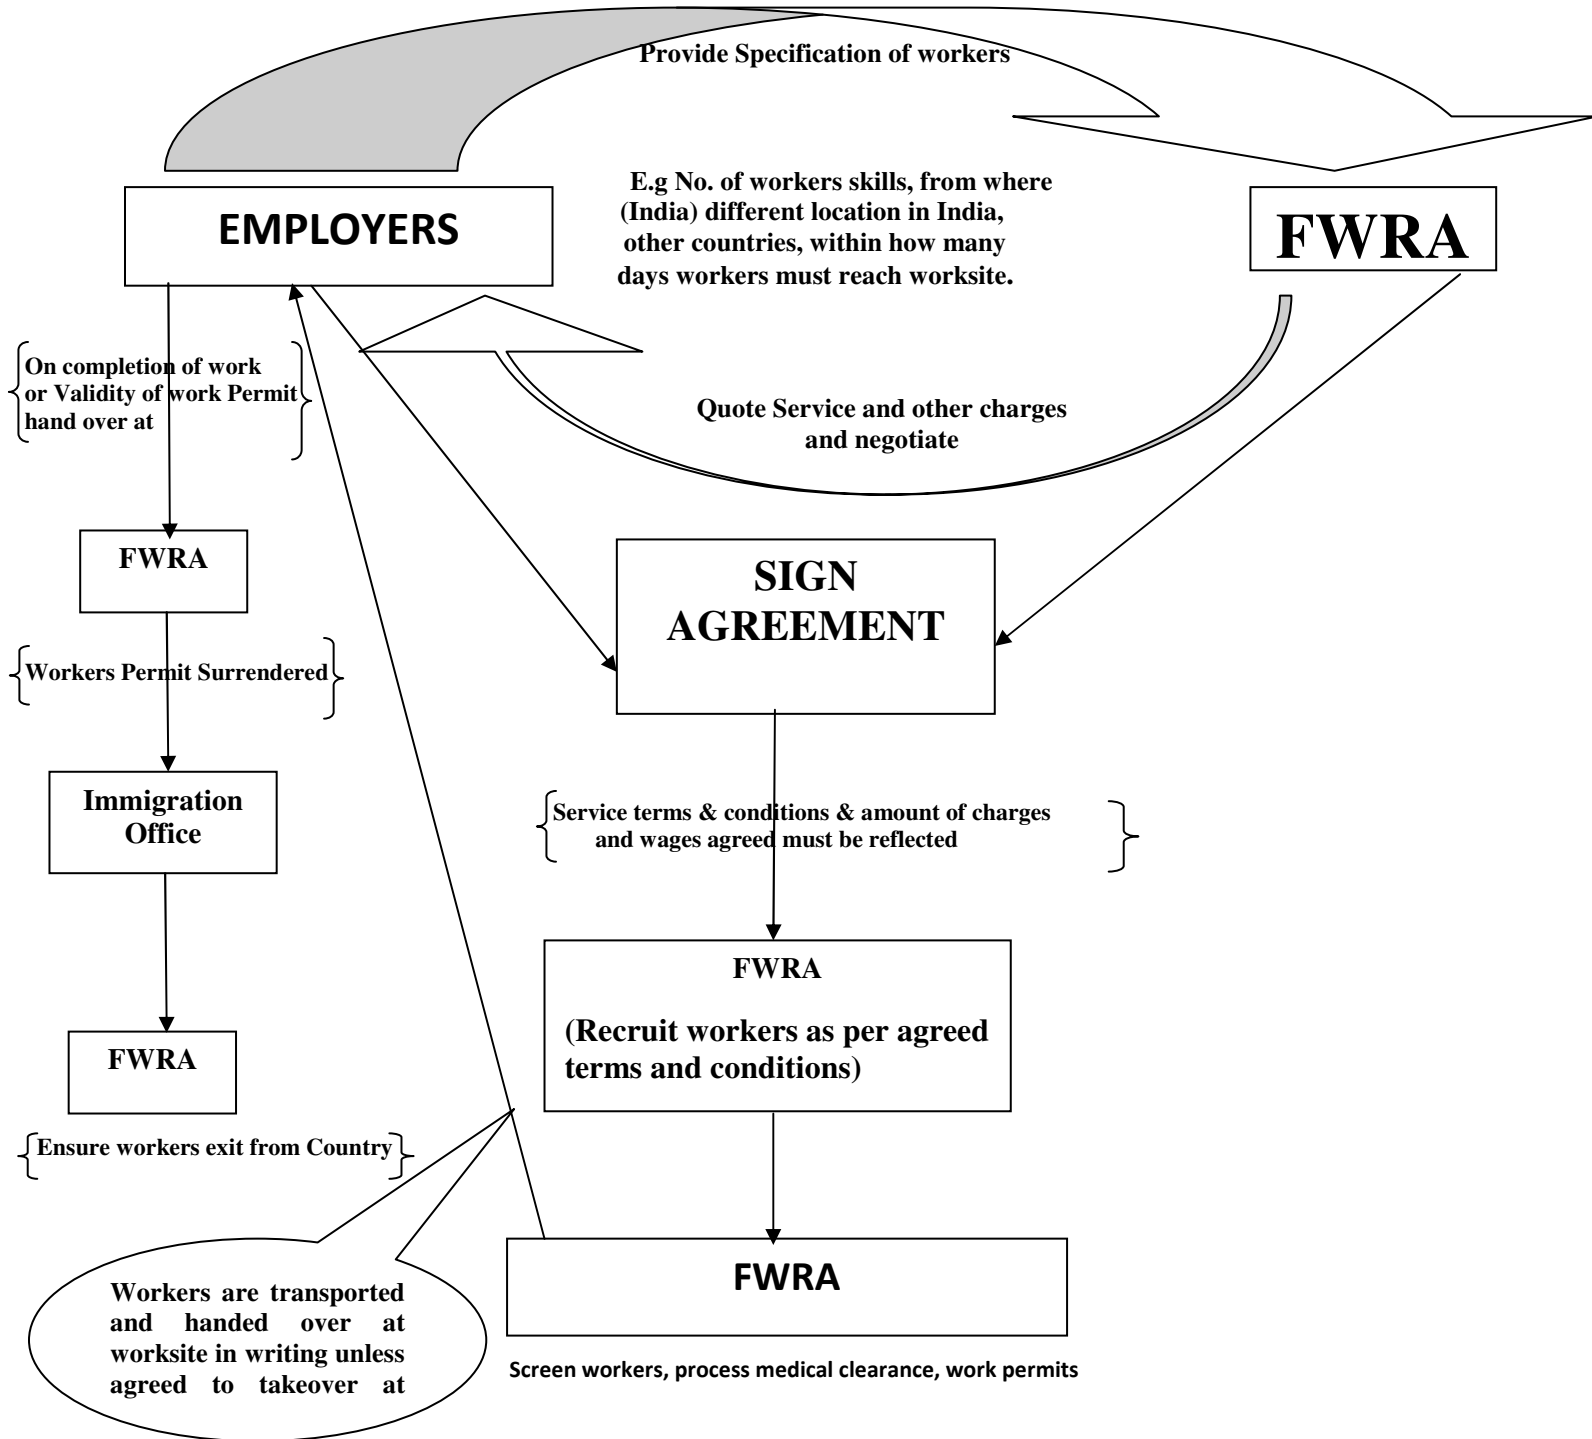 Provide Specification of workers
EMPLOYERS
E.g No. of workers skills, from where
(India) different location in India,
other countries, within how many
days workers must reach worksite.
FWRA
On completion of work
or Validity of work Permit
hand over at
Quote Service and other charges
and negotiate
FWRA
SIGN
AGREEMENT
Workers Permit Surrendered
Immigration
Office
Service terms & conditions & amount of charges
and wages agreed must be reflected
FWRA
(Recruit workers as per agreed
terms and conditions)
FWRA
Ensure workers exit from Country
FWRA
Screen workers, process medical clearance, work permits
Workers are transported
and handed over at
worksite in writing unless
agreed to takeover at